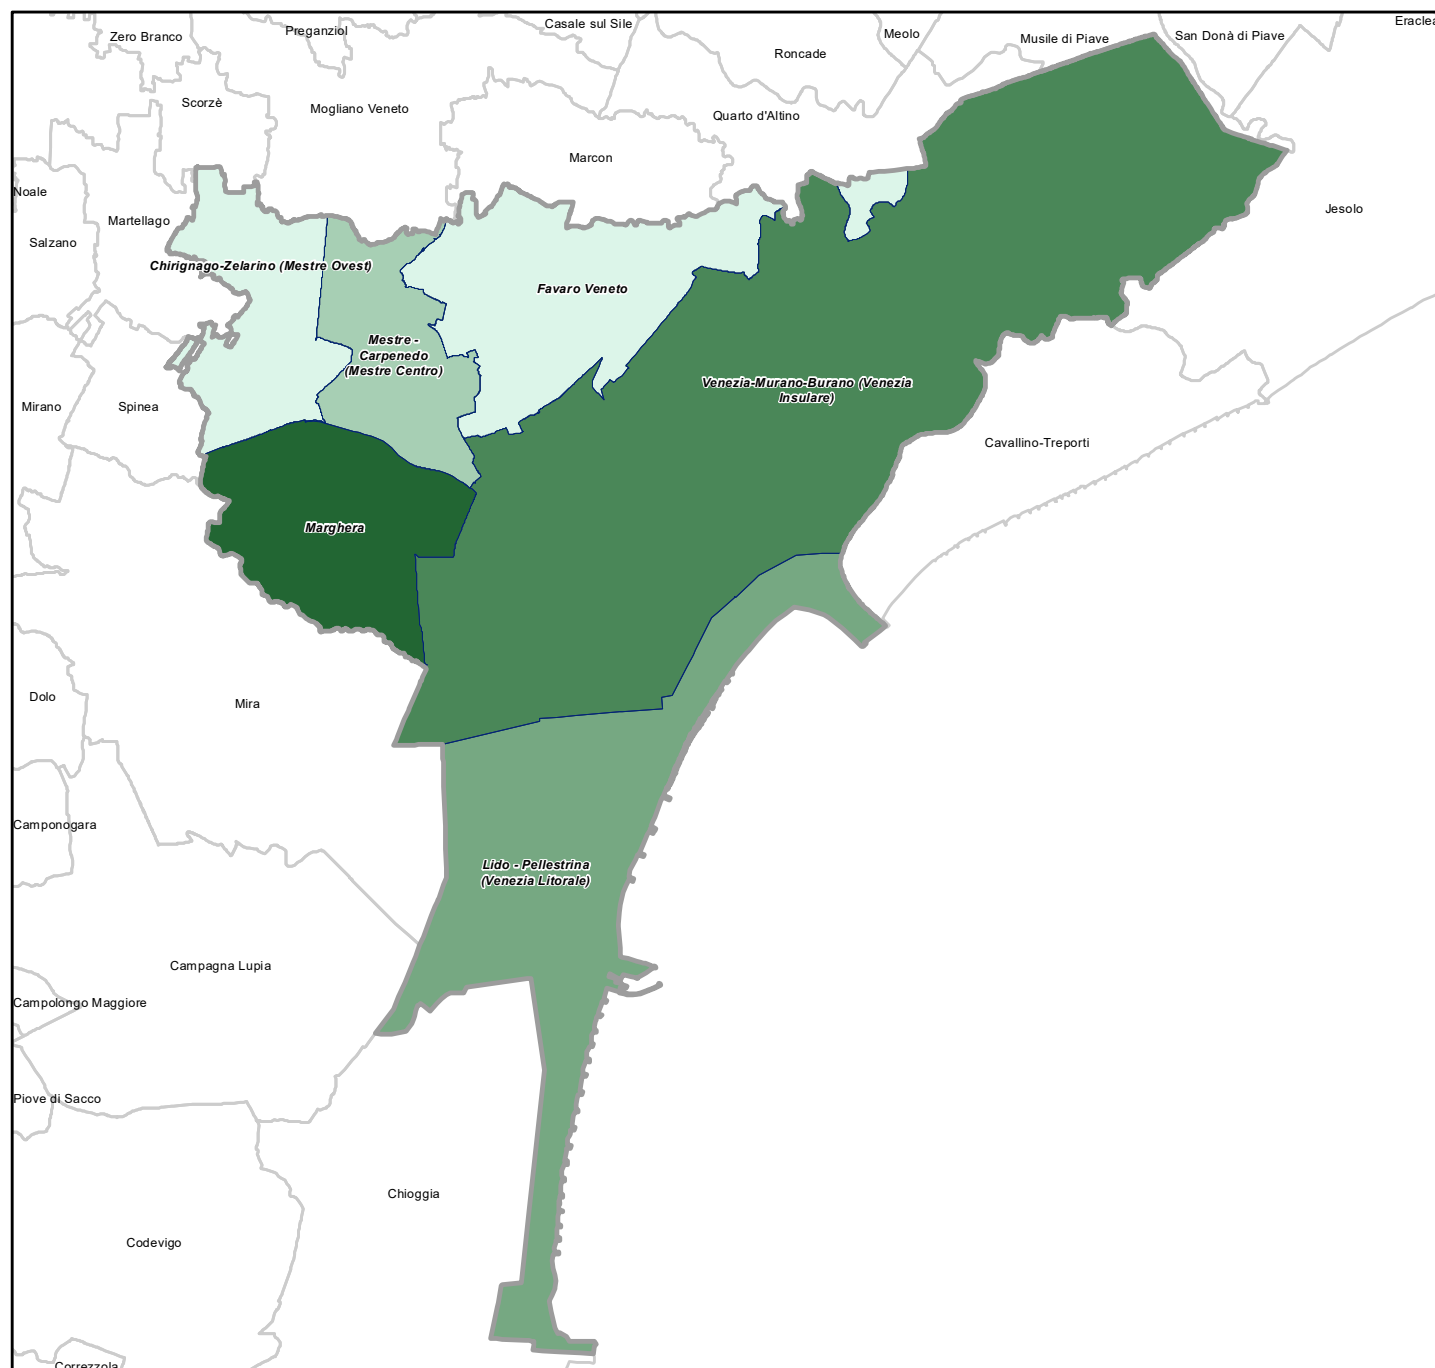 Eraclea
Casale sul Sile
Preganziol
Meolo
Zero Branco
San Donà di Piave
Musile di Piave
Roncade
Scorzè
Mogliano Veneto
Quarto d'Altino
Marcon
Noale
Jesolo
Martellago
Salzano
Chirignago-Zelarino (Mestre Ovest)
Favaro Veneto
Mestre -
Carpenedo
(Mestre Centro)
Venezia-Murano-Burano (Venezia
Insulare)
Mirano
Spinea
Cavallino-Treporti
Marghera
Dolo
Mira
Camponogara
Lido - Pellestrina
(Venezia Litorale)
Campagna Lupia
Campolongo Maggiore
Piove di Sacco
Chioggia
Codevigo
Correzzola